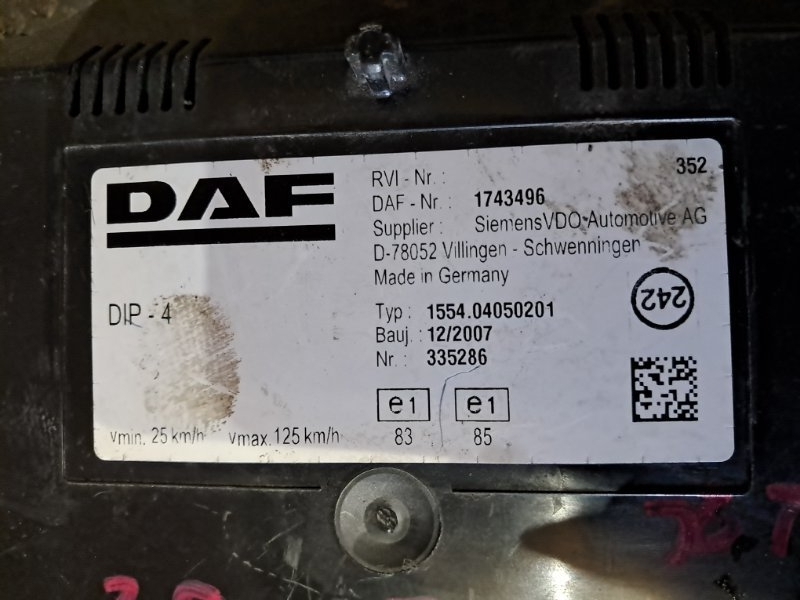 DAF
352
RVI - Nr. :
DAF - Nr. : 1743496
Supplier : SiemensVDO Automotive AG
D-78052 Villingen - Schwenningen
Made in Germany
DIP - 4
242
Typ : 1554.04050201
Bauj. : 12/2007
Nr. : 335286
e1 e1
83 85
vmin. 25 km/h vmax. 125 km/h